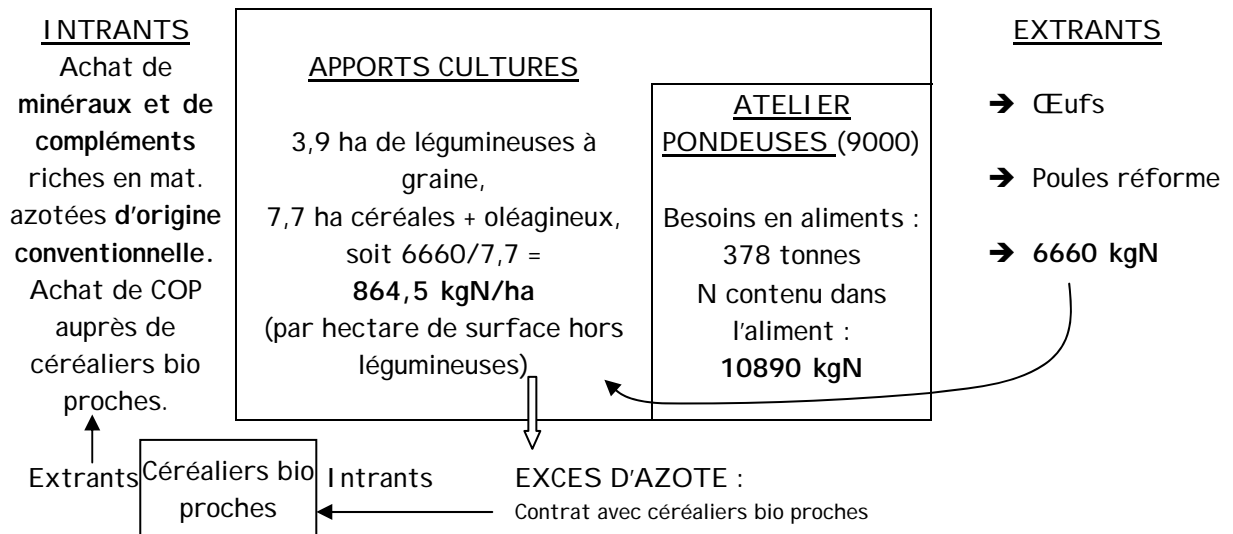 INTRANTS
Achat de
minéraux et de
compléments
riches en mat.
azotées d'origine
conventionnelle.
Achat de COP
auprès de
céréaliers bio
proches.
APPORTS CULTURES
3,9 ha de légumineuses à
graine,
7,7 ha céréales + oléagineux,
soit 6660/7,7 =
864,5 kgN/ha
(par hectare de surface hors
légumineuses)
ATELIER
PONDEUSES (9000)
Besoins en aliments :
378 tonnes
N contenu dans
l'aliment :
10890 kgN
EXTRANTS
➔ Œufs
➔ Poules réforme
➔ 6660 kgN
Extrants
Céréaliers bio
proches
Intrants
EXCES D'AZOTE :
Contrat avec céréaliers bio proches